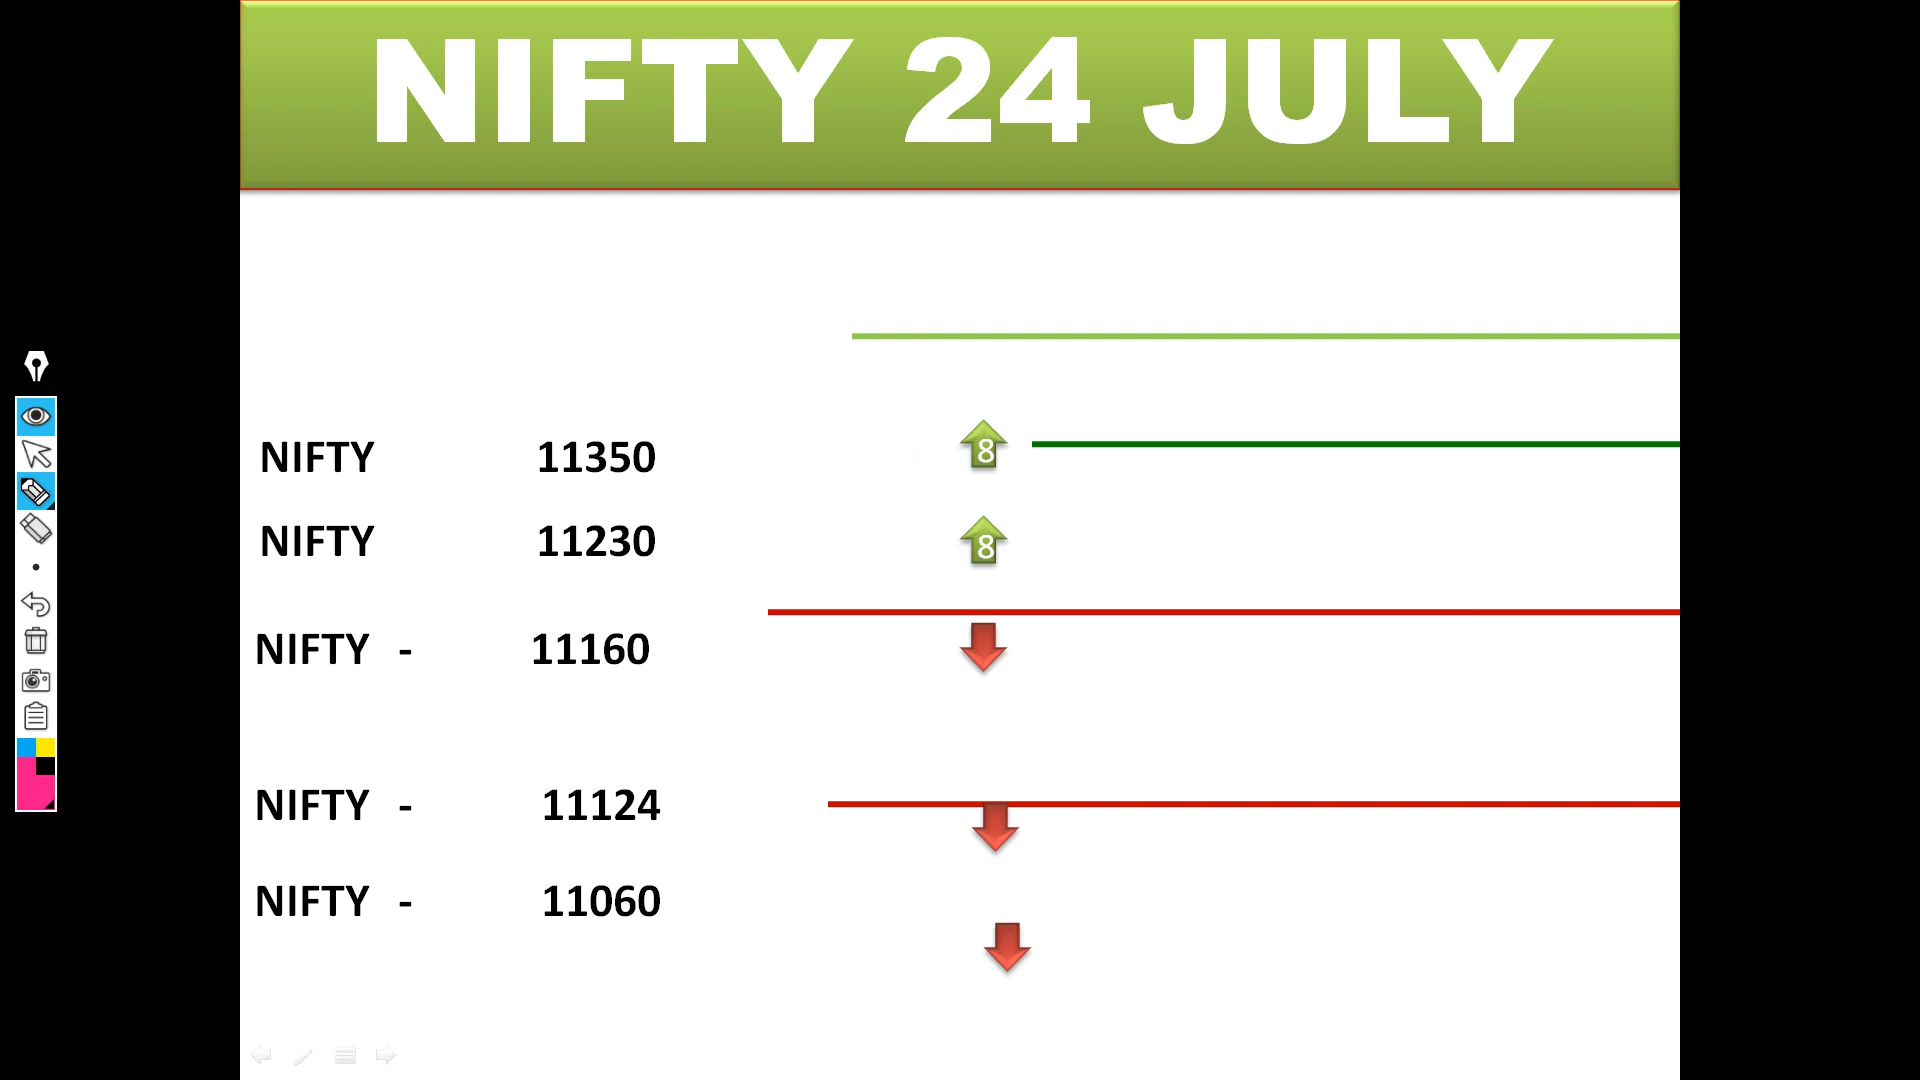 NIFTY 24 JULY
NIFTY 11350 8
NIFTY 11230 8
NIFTY - 11160
NIFTY - 11124
NIFTY - 11060